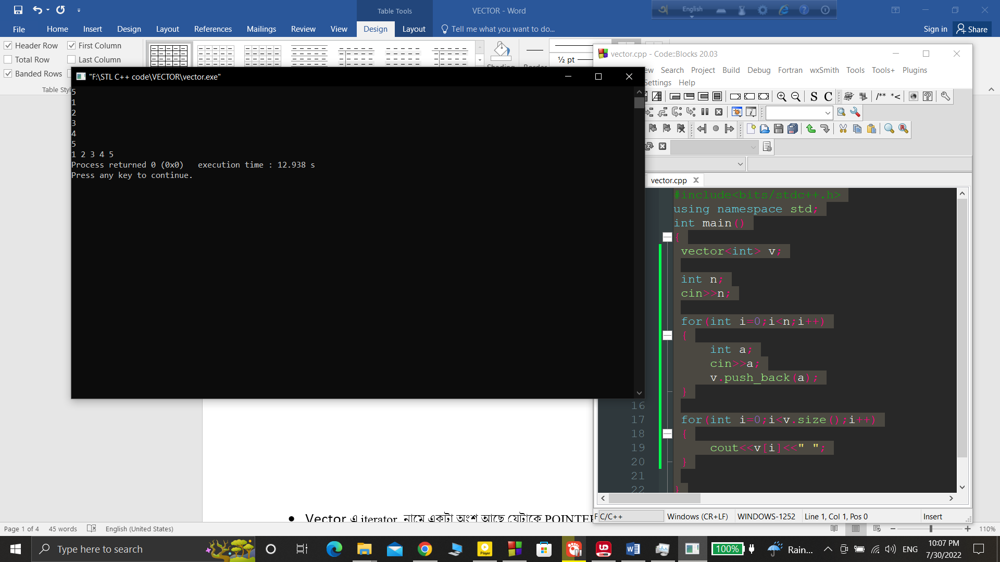 Table Tools
VECTOR - Word
English
File Home Insert Design Layout References Mailings Review View Design Layout Tell me what you want to do... Sign in Share
Header Row First Column
Total Row Last Column
Banded Rows
½ pt
vector.cpp - Code::Blocks 20.03
ew Search Project Build Debug Fortran wxSmith Tools Tools+ Plugins
Settings Help
"F:\STL C++ code\VECTOR\vector.exe"
5
1
2
3
4
5
1 2 3 4 5
Process returned 0 (0x0)   execution time : 12.938 s
Press any key to continue.
S C /** *<
vector.cpp
#include<bits/stdc++.h>
using namespace std;
int main()
{
vector<int> v;
int n;
cin>>n;
for(int i=0;i<n;i++)
{
int a;
cin>>a;
v.push_back(a);
}
16
17 for(int i=0;i<v.size();i++)
18 {
19 cout<<v[i]<<" ";
20 }
21
22 }
• Vector এ iterator নামে একটা অংশ আছে যেটাকে POINTER
C/C++ Windows (CR+LF) WINDOWS-1252 Line 1, Col 1, Pos 0 Insert
Page 1 of 4 45 words English (United States) 110%
Type here to search 100% Rain... ENG 10:07 PM
7/30/2022